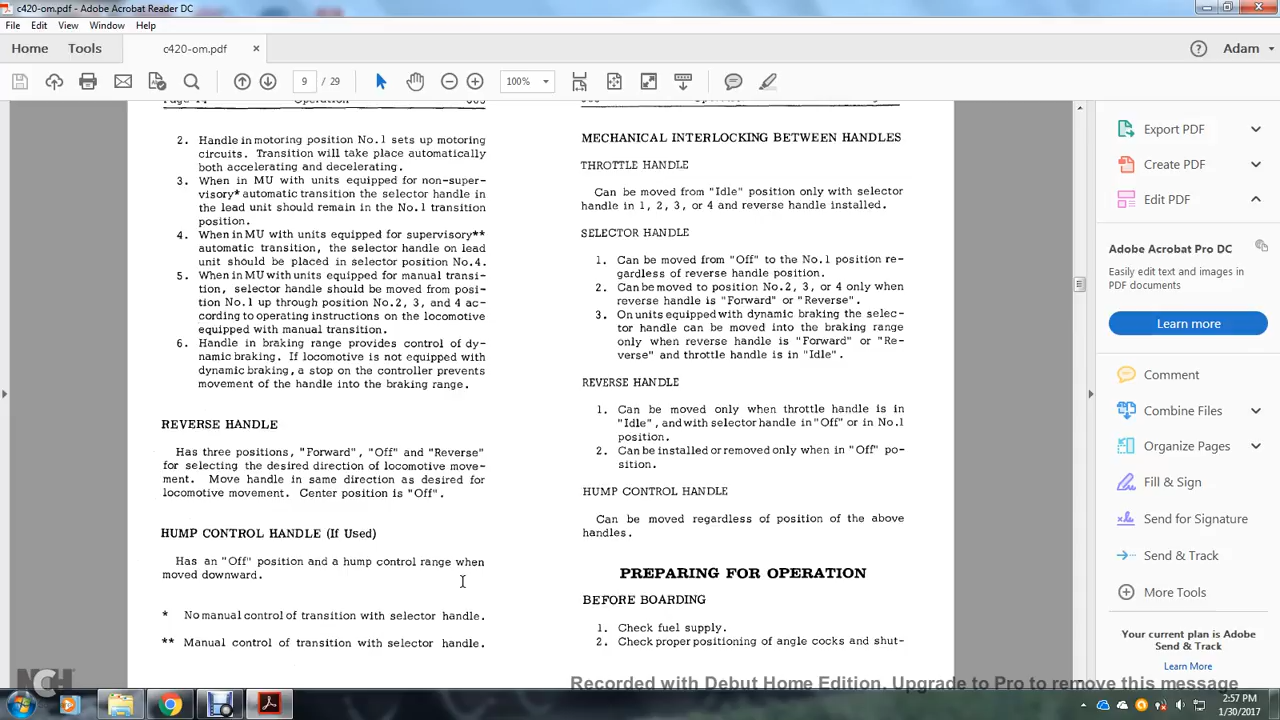 c420-om.pdf - Adobe Acrobat Reader DC
File Edit View Window Help
Home Tools c420-om.pdf × Adam
9 / 29 100%
Operation
2. Handle in motoring position No.1 sets up motoring
circuits. Transition will take place automatically
both accelerating and decelerating.
3. When in MU with units equipped for non-super-
visory* automatic transition the selector handle in
the lead unit should remain in the No.1 transition
position.
4. When in MU with units equipped for supervisory**
automatic transition, the selector handle on lead
unit should be placed in selector position No.4.
5. When in MU with units equipped for manual transi-
tion, selector handle should be moved from posi-
tion No.1 up through position No.2, 3, and 4 ac-
cording to operating instructions on the locomotive
equipped with manual transition.
6. Handle in braking range provides control of dy-
namic braking. If locomotive is not equipped with
dynamic braking, a stop on the controller prevents
movement of the handle into the braking range.
REVERSE HANDLE
Has three positions, "Forward", "Off" and "Reverse"
for selecting the desired direction of locomotive move-
ment. Move handle in same direction as desired for
locomotive movement. Center position is "Off".
HUMP CONTROL HANDLE (If Used)
Has an "Off" position and a hump control range when
moved downward.
* No manual control of transition with selector handle.
** Manual control of transition with selector handle.
MECHANICAL INTERLOCKING BETWEEN HANDLES
THROTTLE HANDLE
Can be moved from "Idle" position only with selector
handle in 1, 2, 3, or 4 and reverse handle installed.
SELECTOR HANDLE
1. Can be moved from "Off" to the No.1 position re-
gardless of reverse handle position.
2. Can be moved to position No.2, 3, or 4 only when
reverse handle is "Forward" or "Reverse".
3. On units equipped with dynamic braking the selec-
tor handle can be moved into the braking range
only when reverse handle is "Forward" or "Re-
verse" and throttle handle is in "Idle".
REVERSE HANDLE
1. Can be moved only when throttle handle is in
"Idle", and with selector handle in "Off" or in No.1
position.
2. Can be installed or removed only when in "Off" po-
sition.
HUMP CONTROL HANDLE
Can be moved regardless of position of the above
handles.
PREPARING FOR OPERATION
BEFORE BOARDING
1. Check fuel supply.
2. Check proper positioning of angle cocks and shut-
Export PDF
Create PDF
Edit PDF
Adobe Acrobat Pro DC
Easily edit text and images in
PDF documents
Learn more
Comment
Combine Files
Organize Pages
Fill & Sign
Send for Signature
Send & Track
More Tools
Your current plan is Adobe
Send & Track
Learn More
NCH
Recorded with Debut Home Edition. Upgrade to Pro to remove this message
2:57 PM
1/30/2017